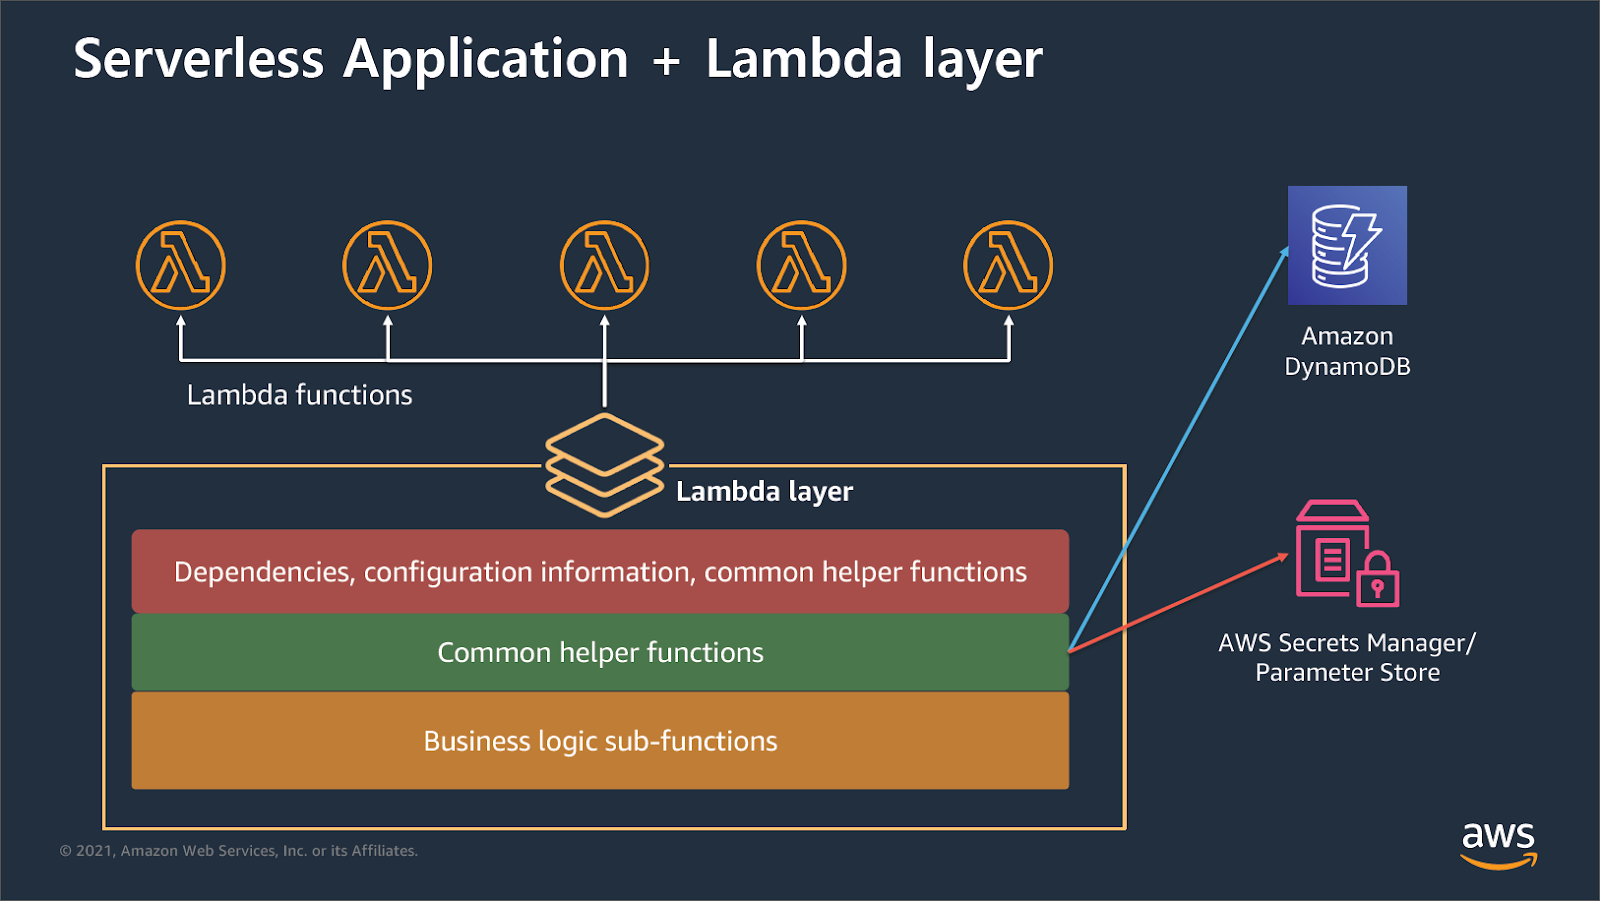 Serverless Application + Lambda layer
Amazon
DynamoDB
Lambda functions
Lambda layer
Dependencies, configuration information, common helper functions
Common helper functions
Business logic sub-functions
AWS Secrets Manager/
Parameter Store
© 2021, Amazon Web Services, Inc. or its Affiliates.
aws